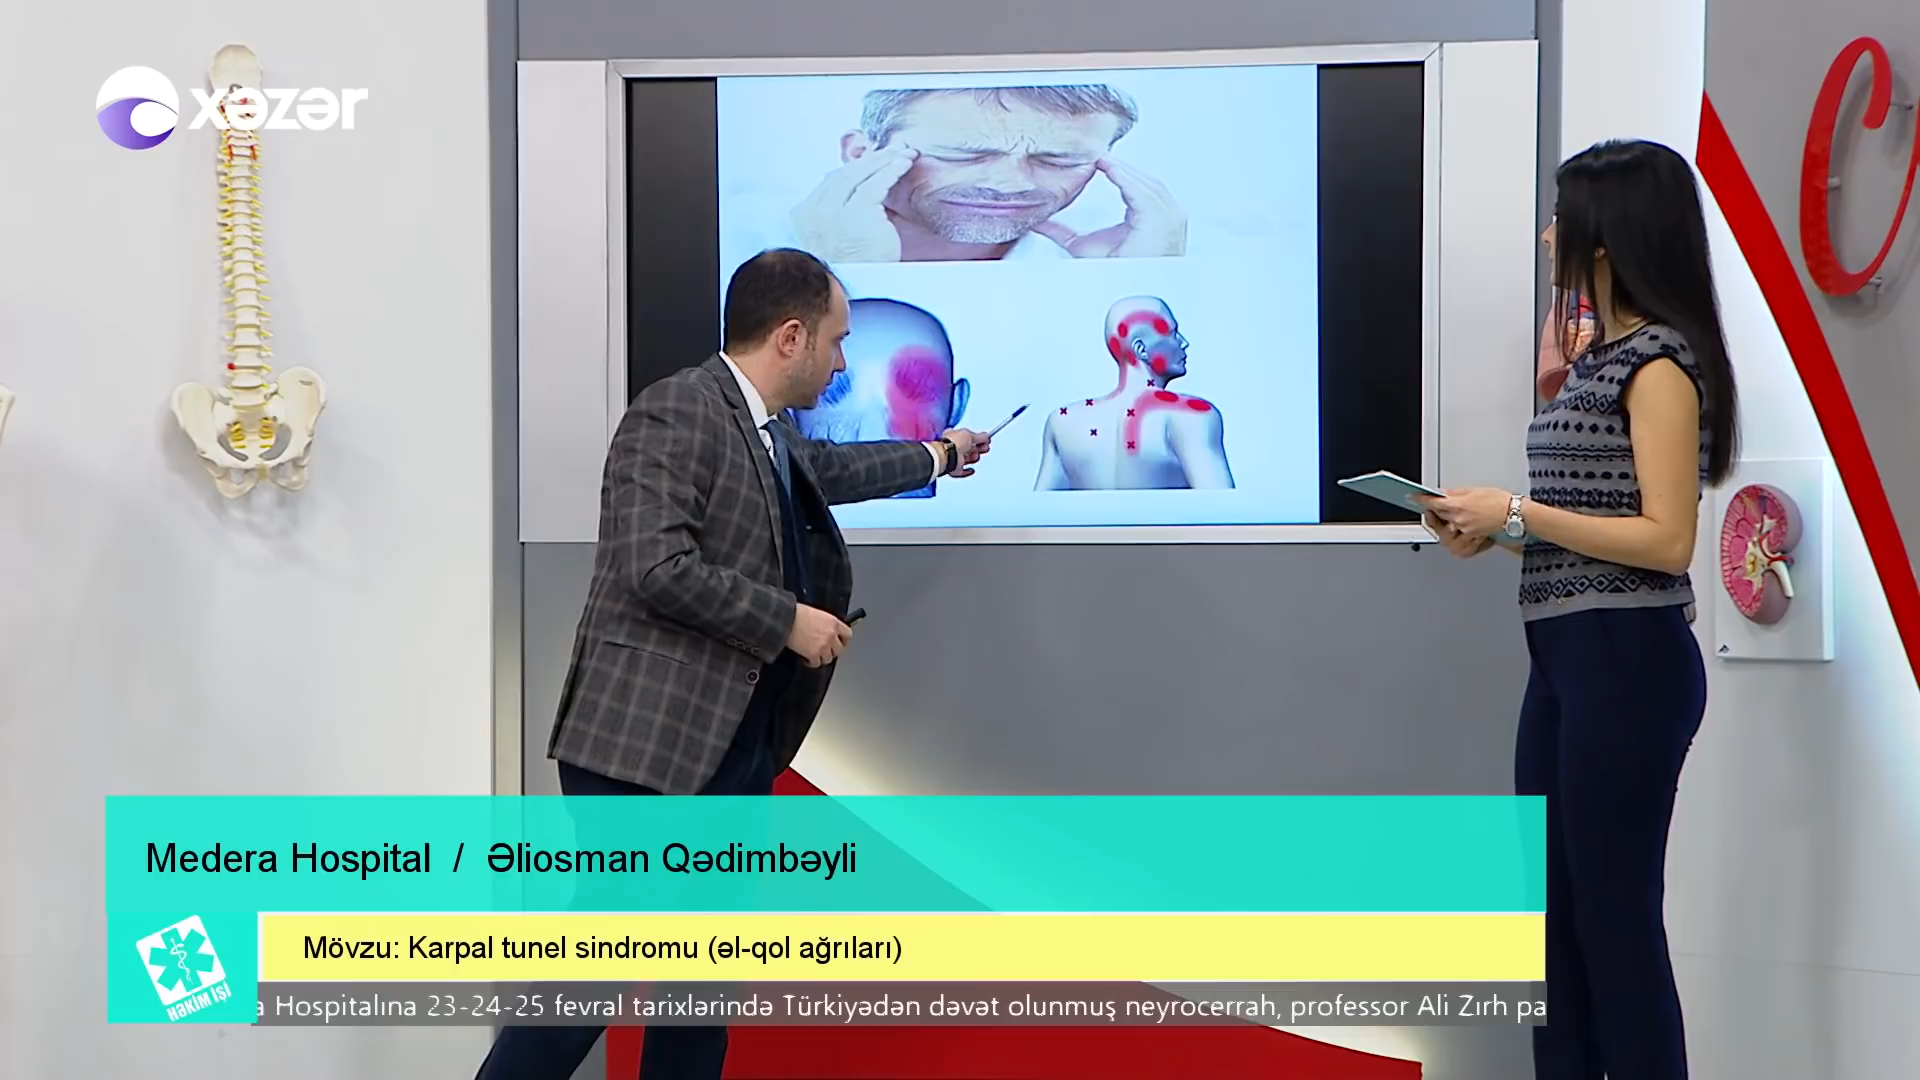 xəzər
Medera Hospital / Əliosman Qədimbəyli
Mövzu: Karpal tunel sindromu (əl-qol ağrıları)
HƏKİM İŞİ
Hospitalına 23-24-25 fevral tarixlərində Türkiyədən dəvət olunmuş neyrocerrah, professor Ali Zırh